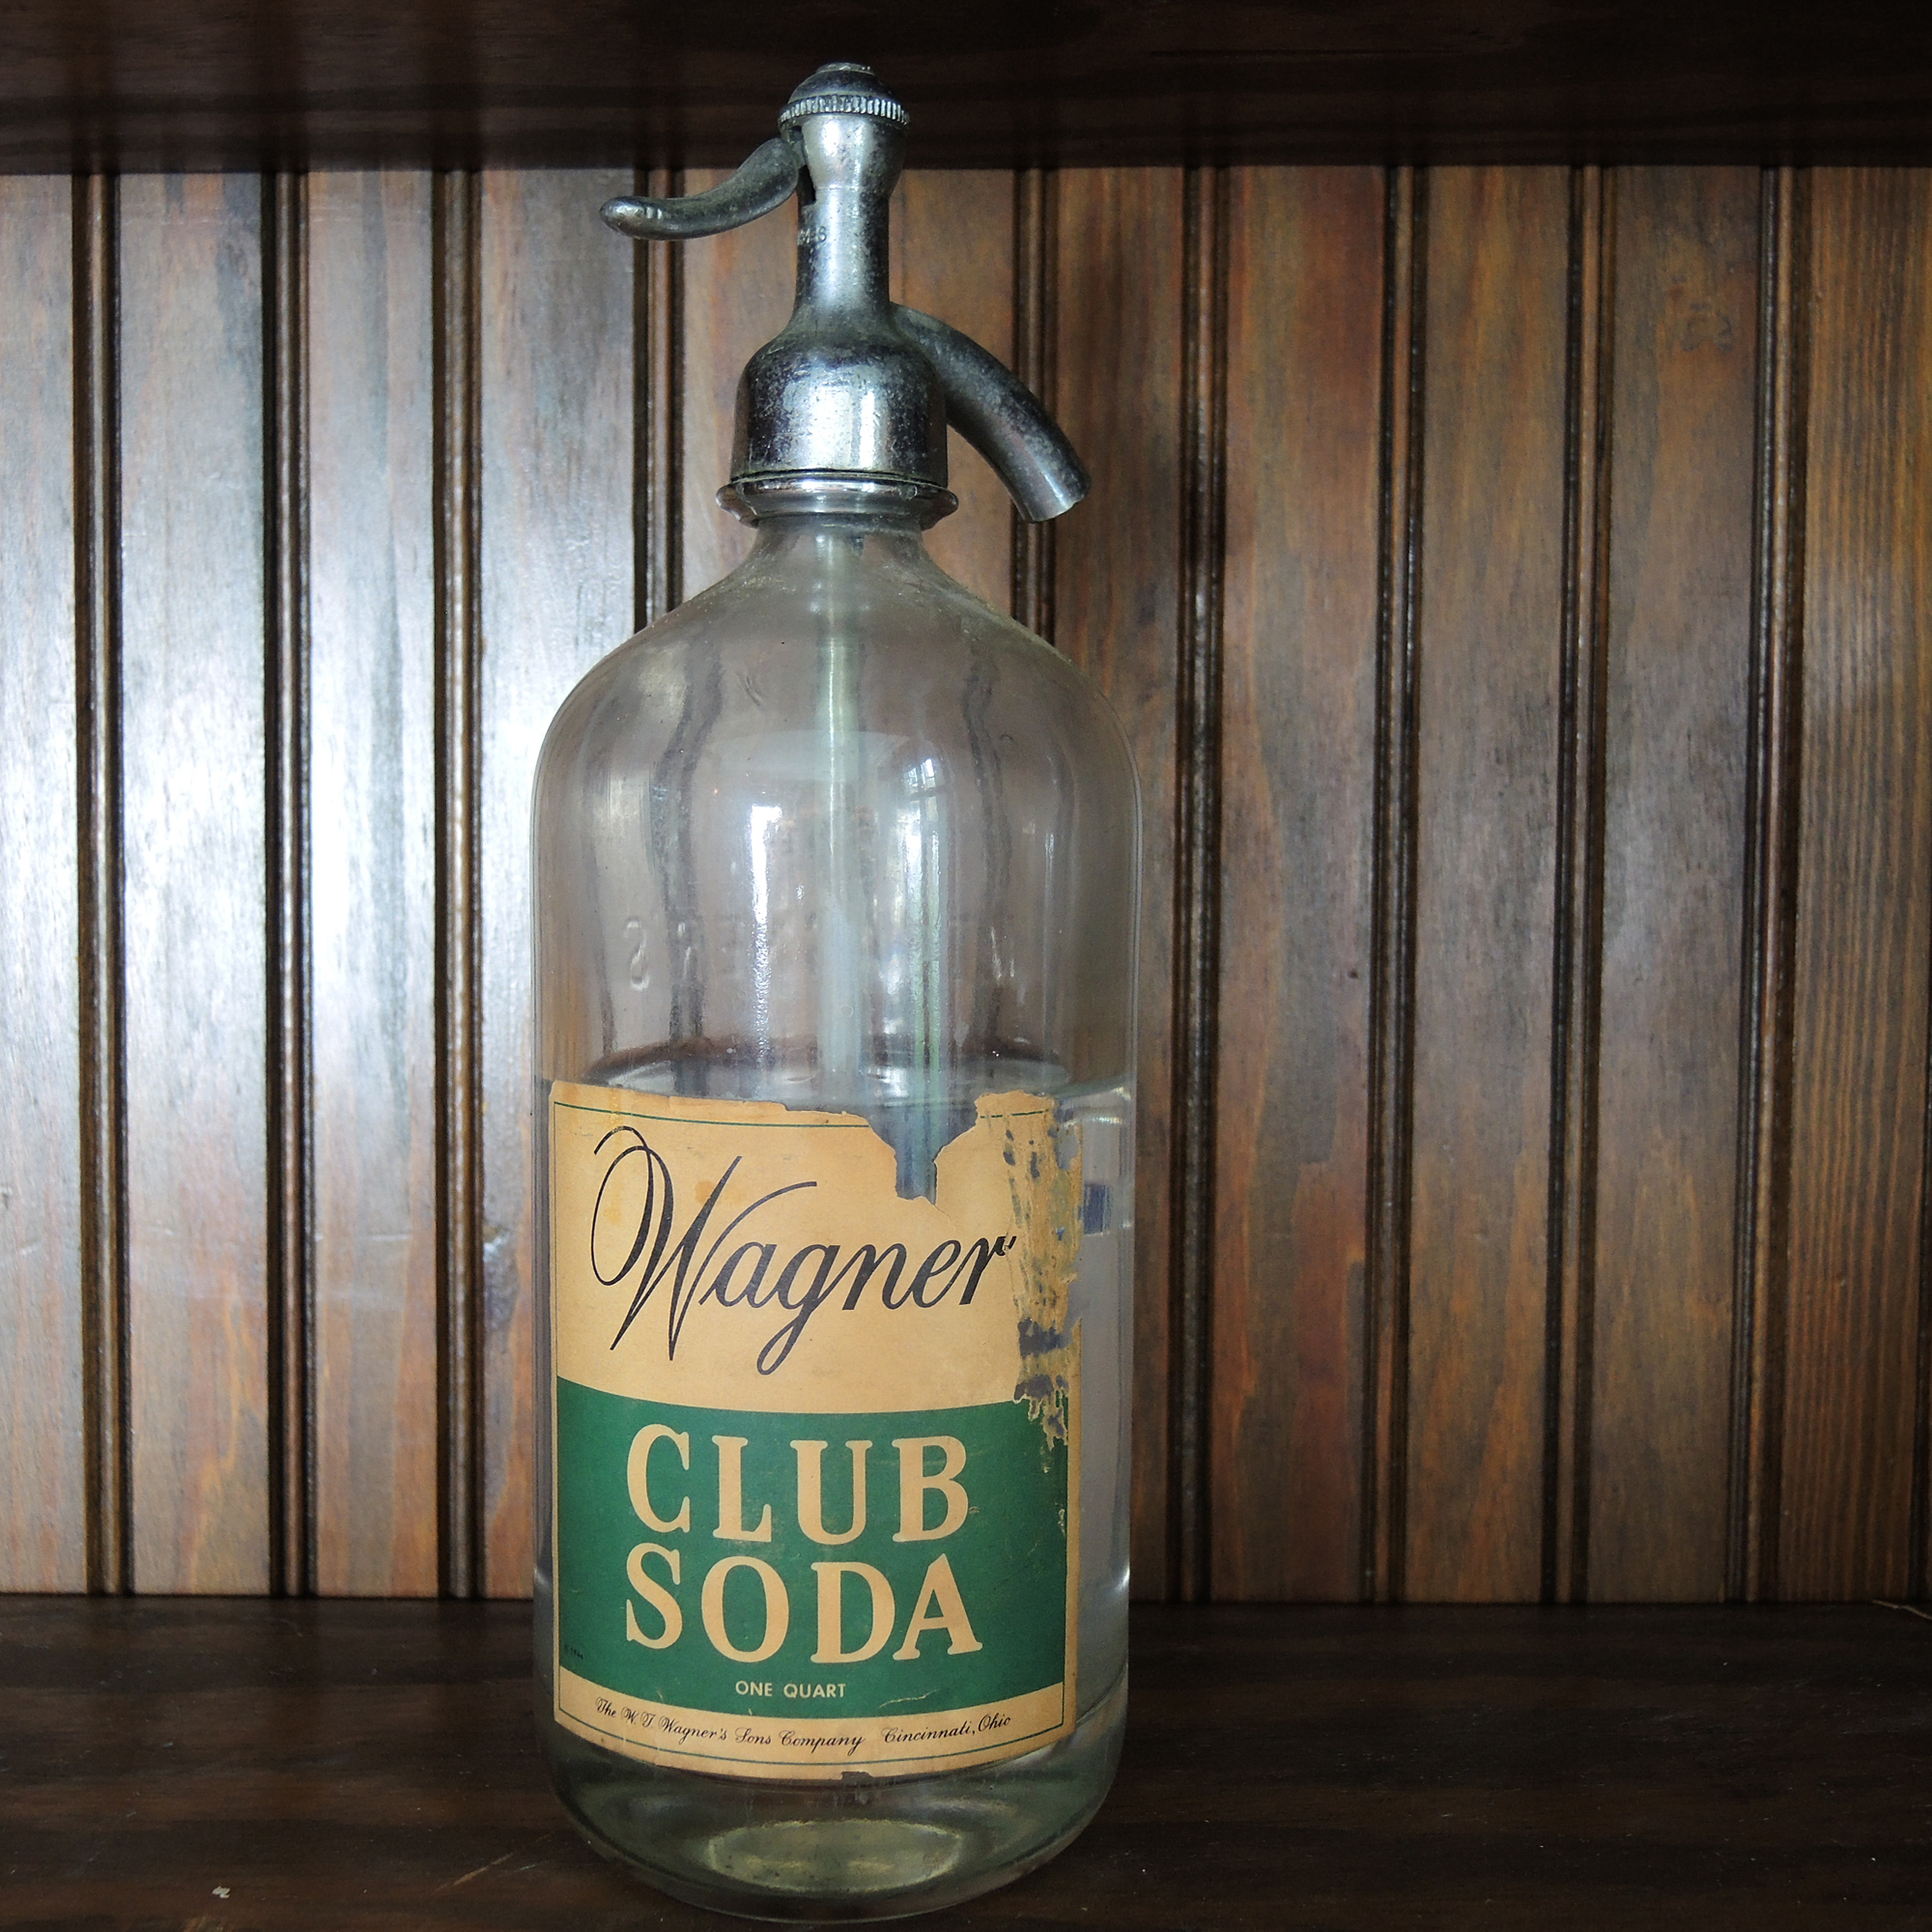 Wagner
CLUB
SODA
ONE QUART
The W. T. Wagner's Sons Company Cincinnati, Ohio